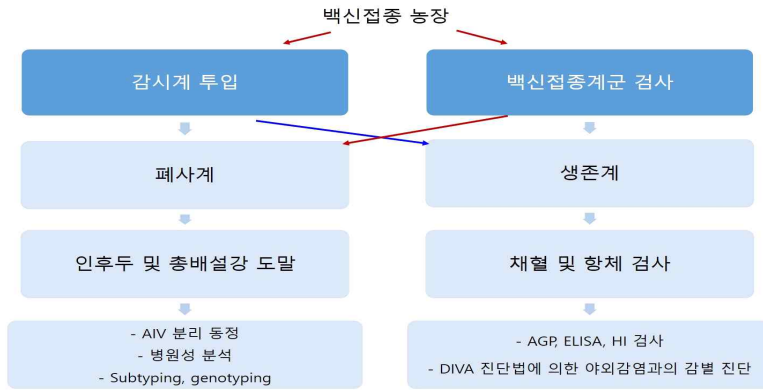 백신접종 농장
감시계 투입
백신접종계군 검사
폐사계
생존계
인후두 및 총배설강 도말
채혈 및 항체 검사
- AIV 분리 동정
- 병원성 분석
- Subtyping, genotyping
- AGP, ELISA, HI 검사
- DIVA 진단법에 의한 야외감염과의 감별 진단